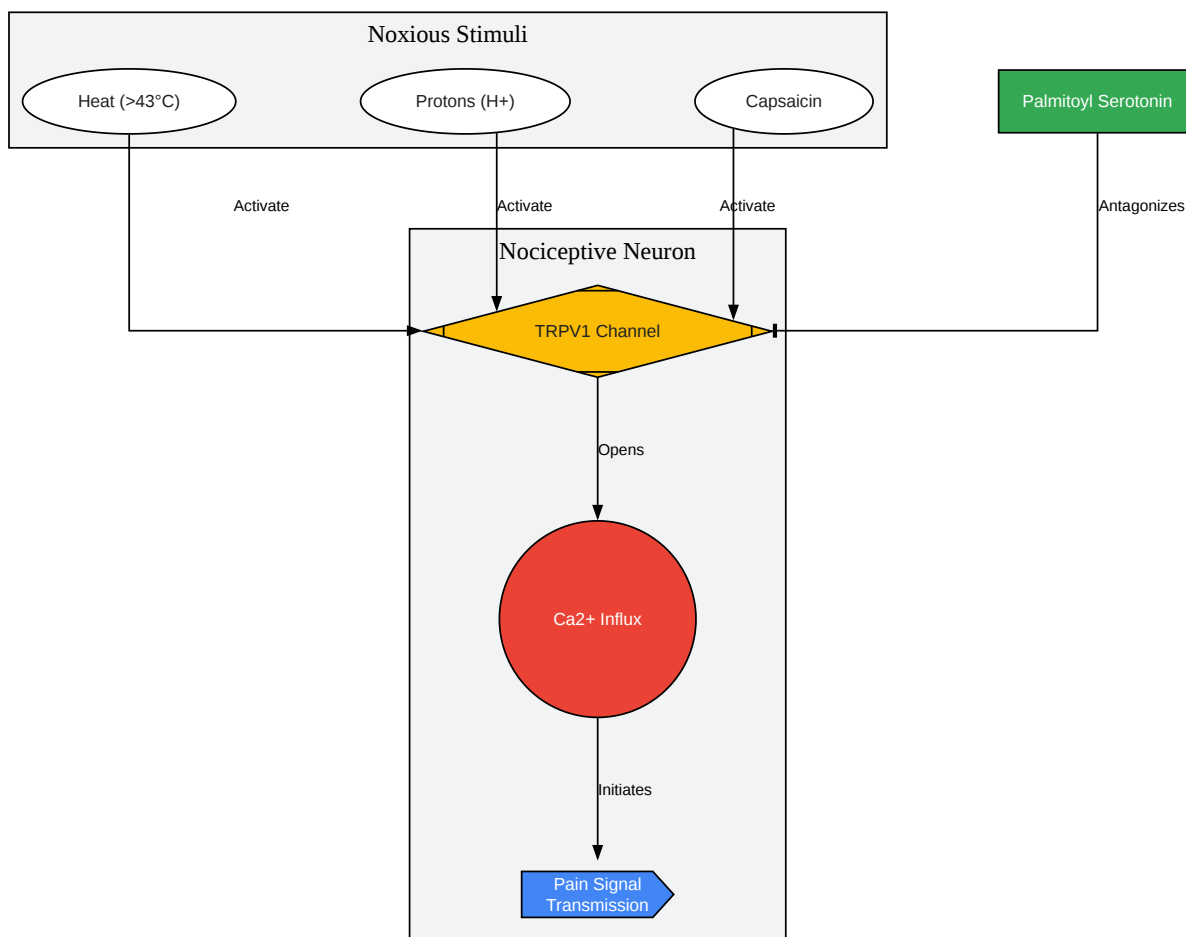 Noxious Stimuli
Heat (>43°C)
Protons (H+)
Capsaicin
Palmitoyl Serotonin
Activate
Activate
Activate
Antagonizes
Nociceptive Neuron
TRPV1 Channel
Opens
Ca2+ Influx
Initiates
Pain Signal
Transmission